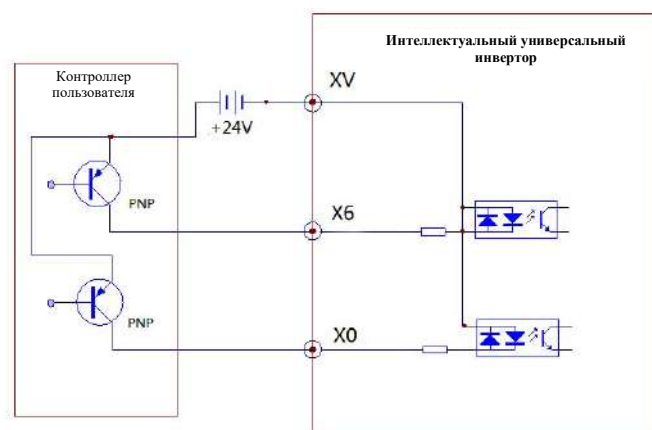 Интеллектуальный универсальный
инвертор
Контроллер
пользователя
XV
+24V
PNP
X6
PNP
X0